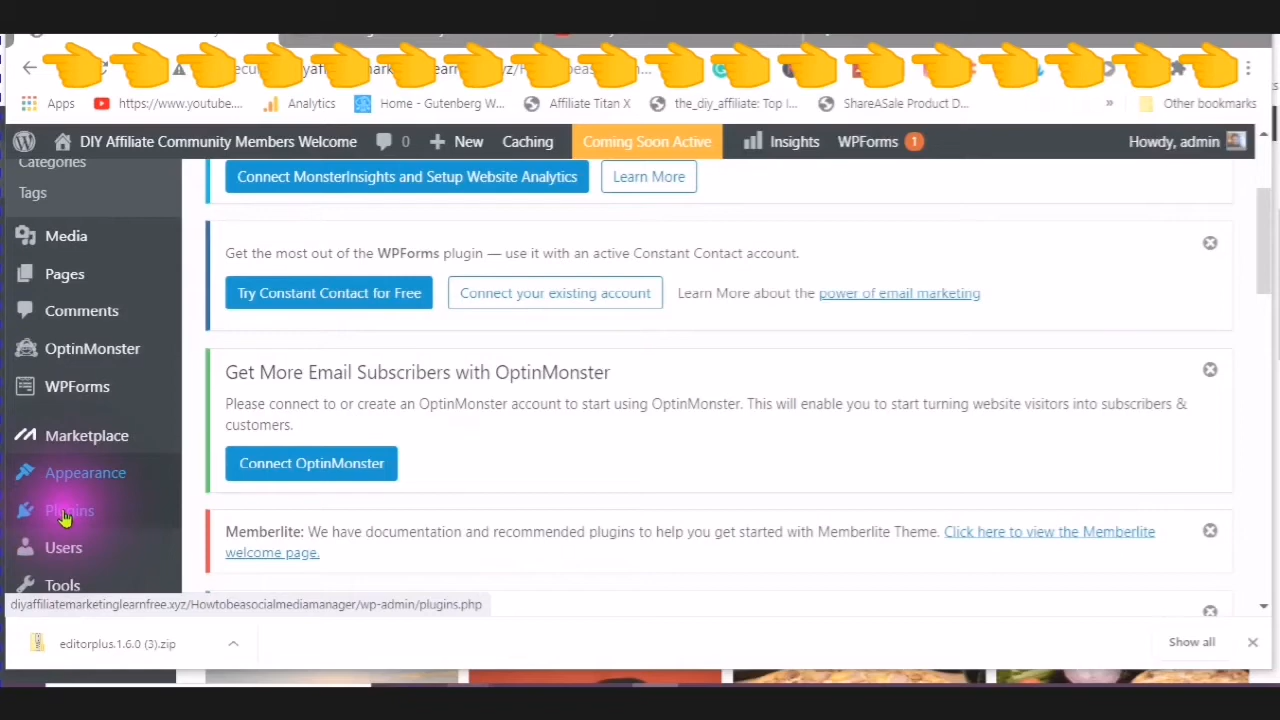 Apps
https://www.youtube....
Analytics
Home - Gutenberg W...
Affiliate Titan X
the_diy_affiliate: Top I...
ShareASale Product D...
»
Other bookmarks
DIY Affiliate Community Members Welcome
0
New
Caching
Coming Soon Active
Insights
WPForms 1
Howdy, admin
Categories
Tags
Media
Pages
Comments
OptinMonster
WPForms
Marketplace
Appearance
Plugins
Users
Tools
Connect MonsterInsights and Setup Website Analytics
Learn More
Get the most out of the WPForms plugin — use it with an active Constant Contact account.
Try Constant Contact for Free
Connect your existing account
Learn More about the power of email marketing
Get More Email Subscribers with OptinMonster
Please connect to or create an OptinMonster account to start using OptinMonster. This will enable you to start turning website visitors into subscribers &
customers.
Connect OptinMonster
Memberlite: We have documentation and recommended plugins to help you get started with Memberlite Theme. Click here to view the Memberlite
welcome page.
diyaffiliatemarketinglearnfree.xyz/Howtobeasocialmediamanager/wp-admin/plugins.php
editorplus.1.6.0 (3).zip
Show all